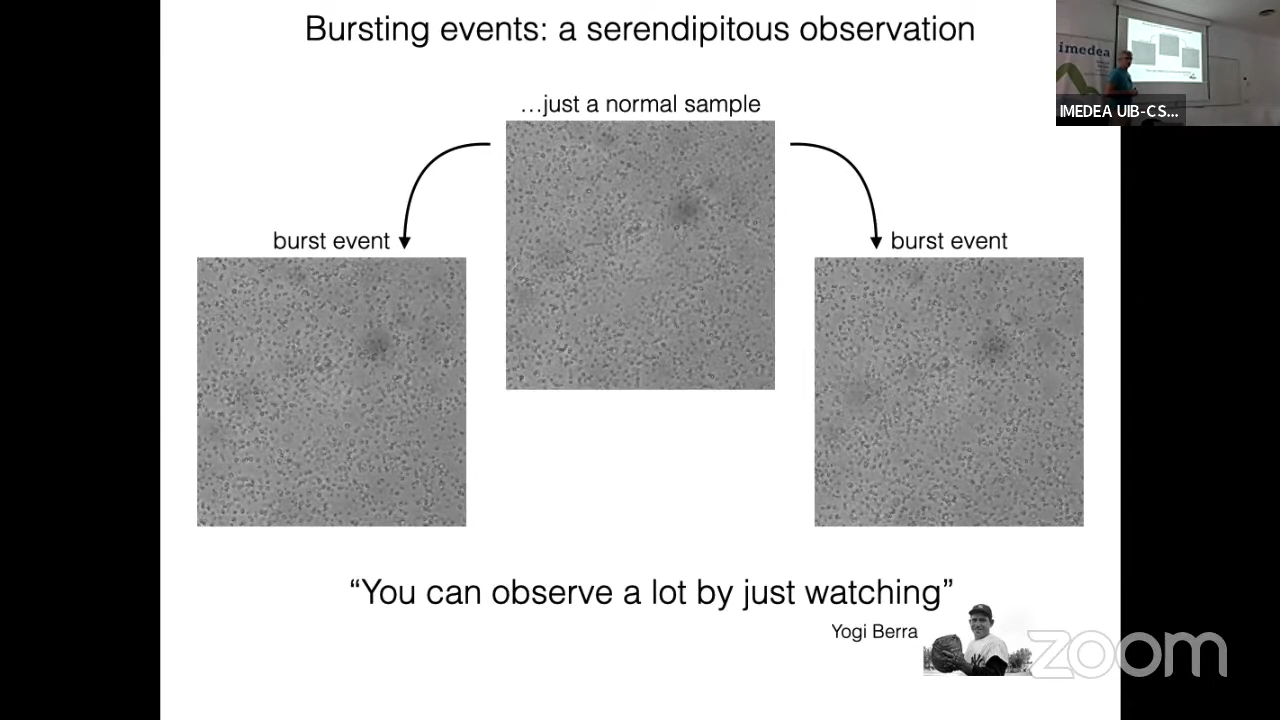 Bursting events: a serendipitous observation
imedea
IMEDEA UIB-CS...
…just a normal sample
burst event
burst event
“You can observe a lot by just watching”
Yogi Berra
zoom